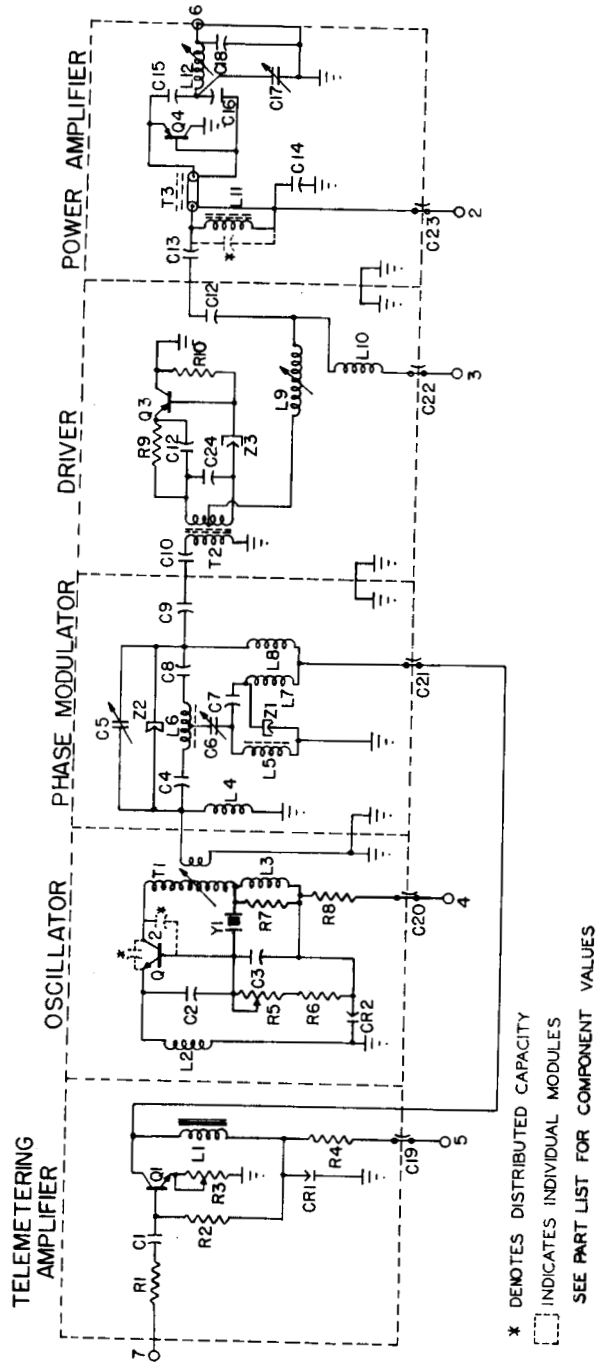 TELEMETERING
AMPLIFIER
OSCILLATOR
PHASE MODULATOR
DRIVER
POWER AMPLIFIER
7
R1
C1
Q1
R2
R3
L1
CR1
R4
C19
5
L2
C2
Q2
*
*
T1
Y1
C3
R5
R6
CR2
R7
L3
R8
C20
4
C5
Z2
C4
L4
L6
C8
C6
C7
L5
Z1
L7
L8
C9
C21
C10
T2
R9
C12
C24
Q3
R10
Z3
L9
C12
L10
C22
3
C13
*
T3
L11
Q4
C15
C16
L12
C18
C17
C14
C23
2
6
* DENOTES DISTRIBUTED CAPACITY
INDICATES INDIVIDUAL MODULES
SEE PART LIST FOR COMPONENT VALUES